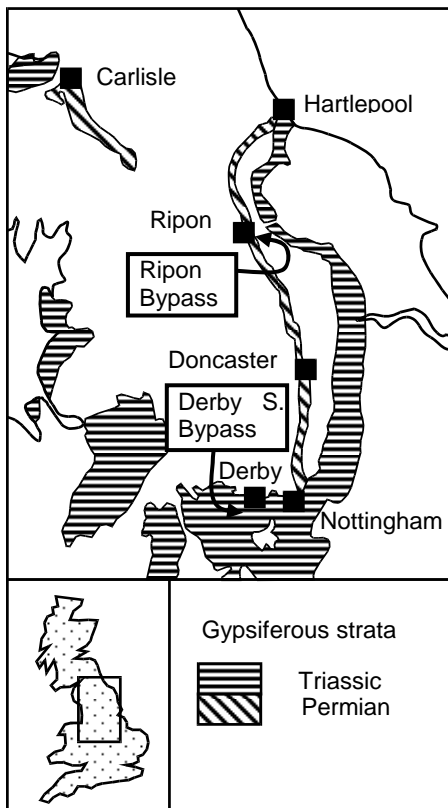 Carlisle
Hartlepool
Ripon
Ripon
Bypass
Doncaster
Derby S.
Bypass
Derby
Nottingham
Gypsiferous strata
Triassic
Permian